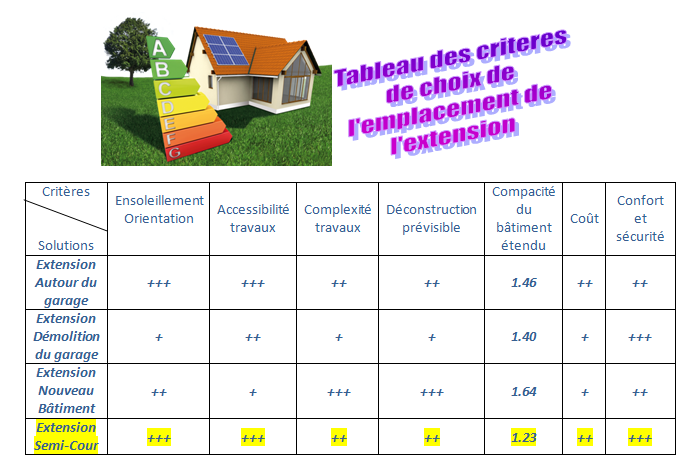 A
B
C
D
E
F
G
Tableau des criteres
de choix de
l'emplacement de
l'extension
Critères
Solutions
Ensoleillement
Orientation
Accessibilité
travaux
Complexité
travaux
Déconstruction
prévisible
Compacité
du
bâtiment
étendu
Coût
Confort
et
sécurité
Extension
Autour du
garage
+++ +++ ++ ++ 1.46 ++ ++
Extension
Démolition
du garage
+ ++ + + 1.40 + +++
Extension
Nouveau
Bâtiment
++ + +++ +++ 1.64 + ++
Extension
Semi-Cour
+++ +++ ++ ++ 1.23 ++ +++